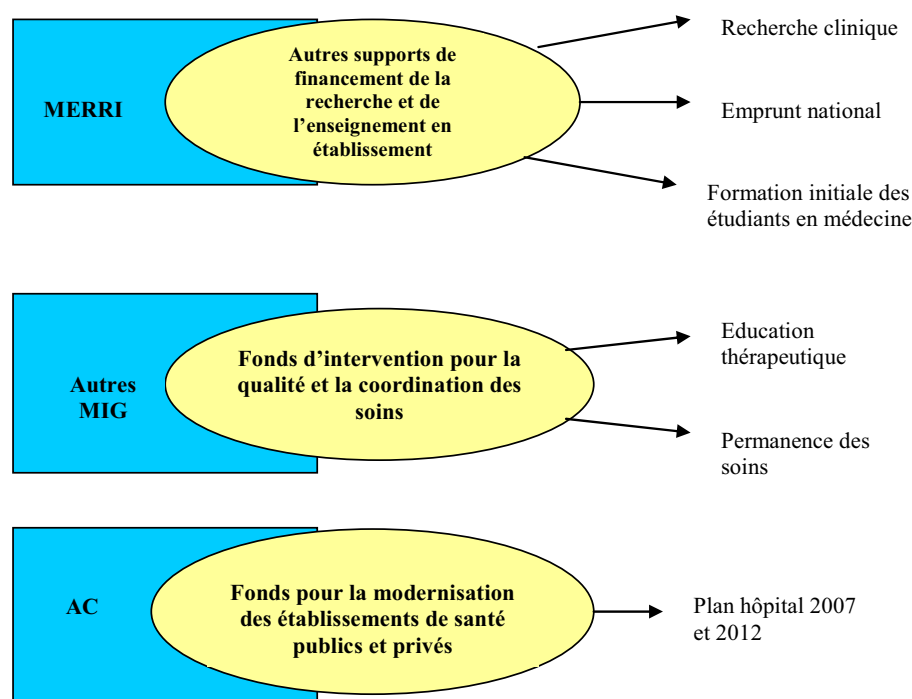 MERRI
Autres supports de
financement de la
recherche et de
l'enseignement en
établissement
Recherche clinique
Emprunt national
Formation initiale des
étudiants en médecine
Autres
MIG
Fonds d'intervention pour la
qualité et la coordination des
soins
Education
thérapeutique
Permanence des
soins
AC
Fonds pour la modernisation
des établissements de santé
publics et privés
Plan hôpital 2007
et 2012